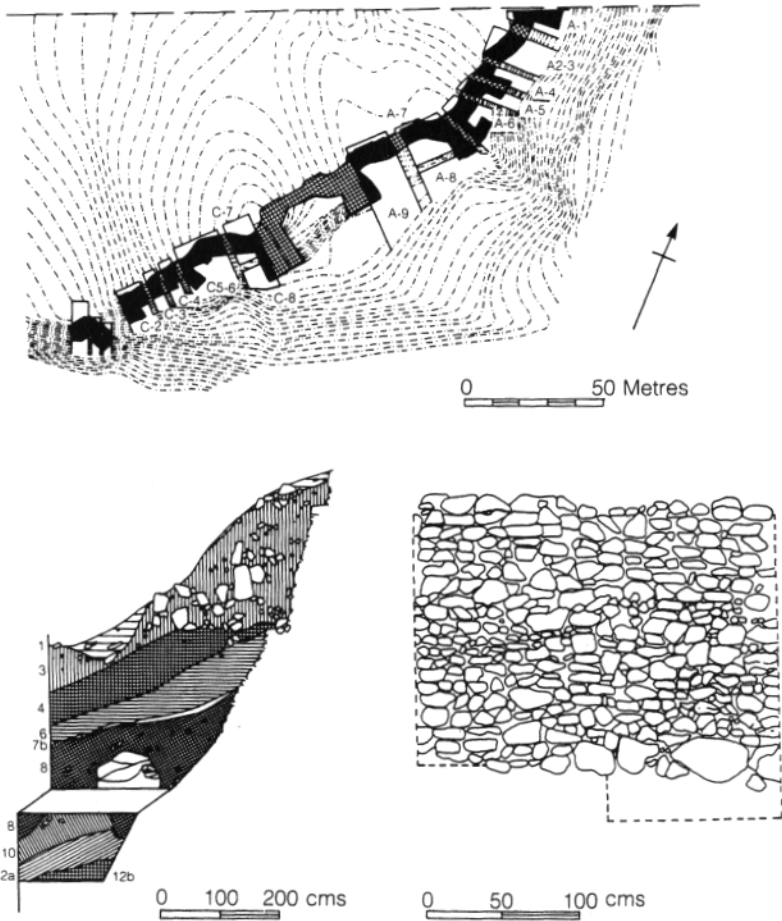 A2-3
A-4
A-5
12
A-6
A-7
A-8
A-9
C-7
C5-6
C-8
C-4
C-3
C-2
0 50 Metres
1
3
4
6
7b
8
8
10
2a 12b
0 100 200 cms
0 50 100 cms